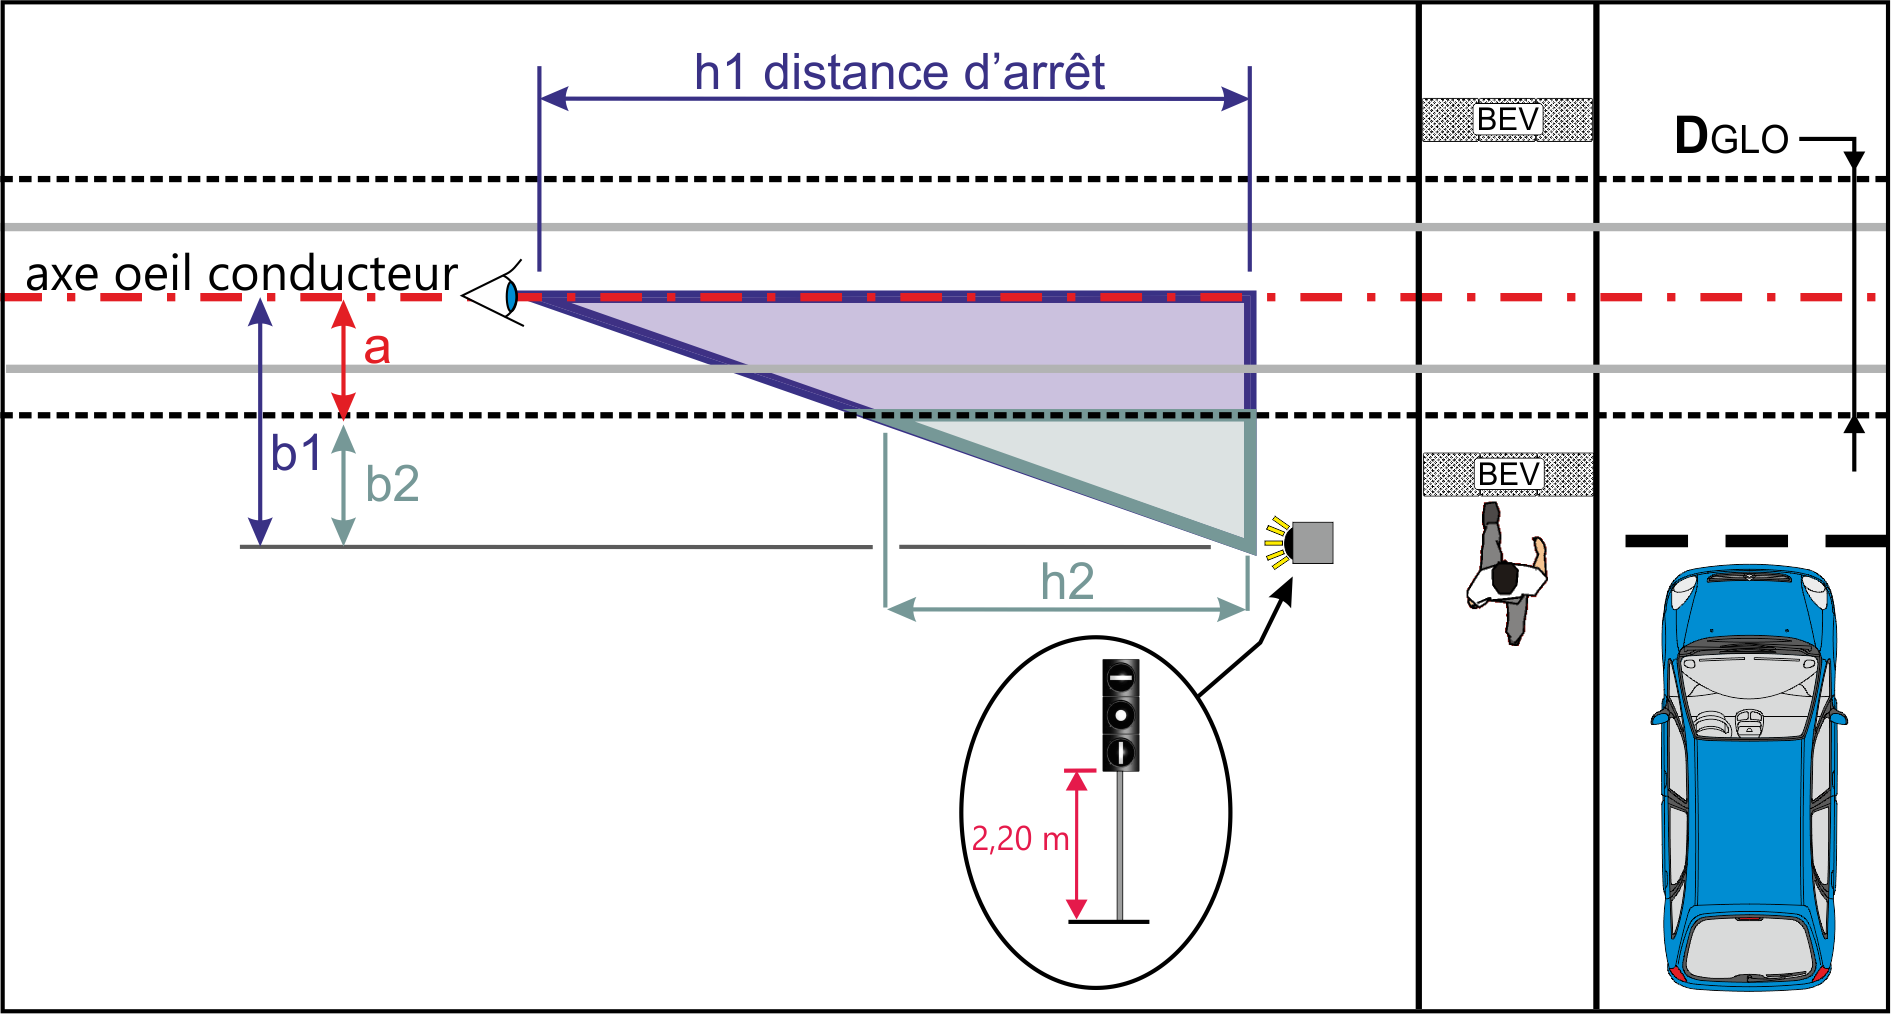 h1 distance d’arrêt
BEV
DGLO
axe oeil conducteur
a
b1
b2
BEV
h2
2,20 m